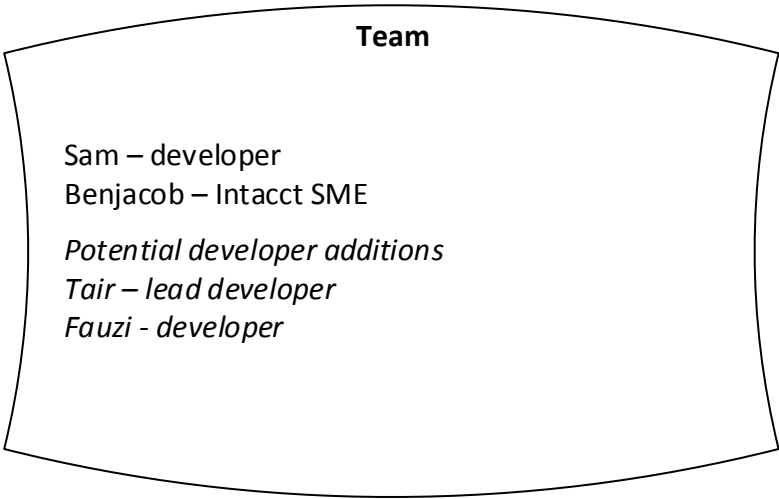 Team
Sam – developer
Benjacob – Intacct SME
Potential developer additions
Tair – lead developer
Fauzi - developer